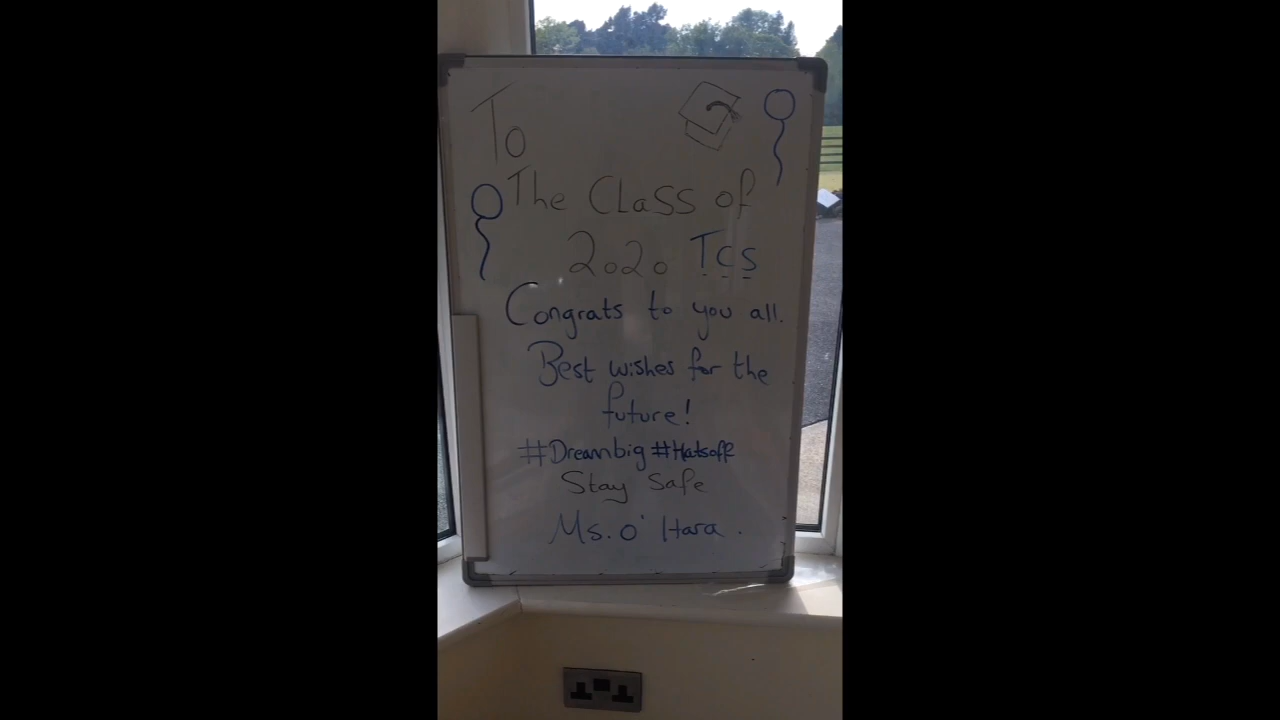 To
The Class of
2020 TCS
Congrats to you all.
Best wishes for the
future!
#Dreambig #Hatsoff
Stay Safe
Ms. O'Hara.